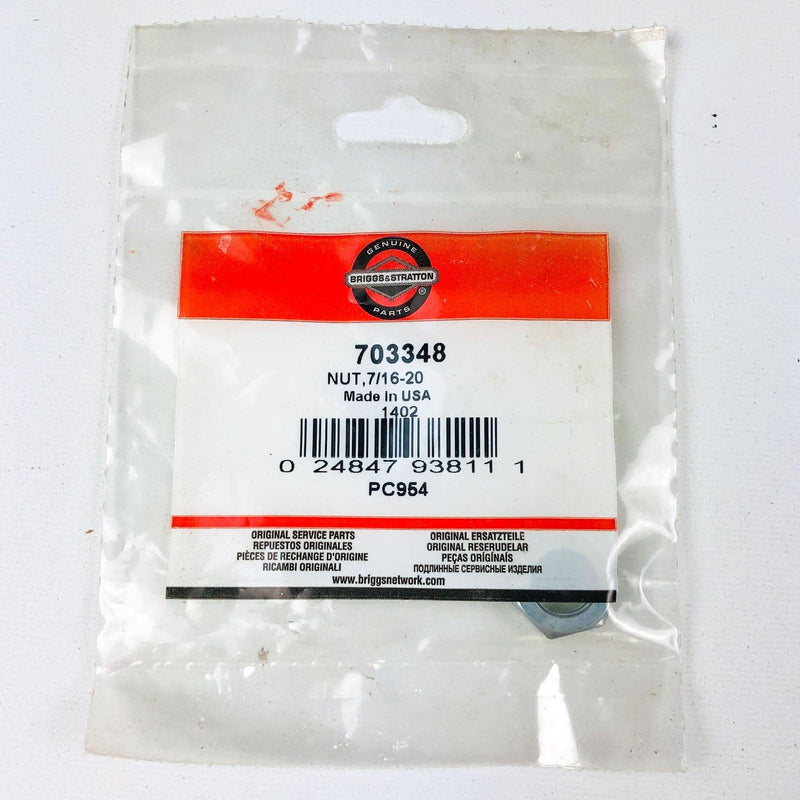 GENUINE
BRIGGS&STRATTON
®
PARTS
703348
NUT,7/16-20
Made in USA
1402
0 24847 93811 1
PC954
ORIGINAL SERVICE PARTS
REPUESTOS ORIGINALES
PIÈCES DE RECHANGE D'ORIGINE
RICAMBI ORIGINALI
ORIGINAL ERSATZTEILE
ORIGINAL RESERUDELAR
PEÇAS ORIGÍNAIS
ПОДЛИННЫЕ СЕРВИСНЫЕ ИЗДЕЛИЯ
www.briggsnetwork.com